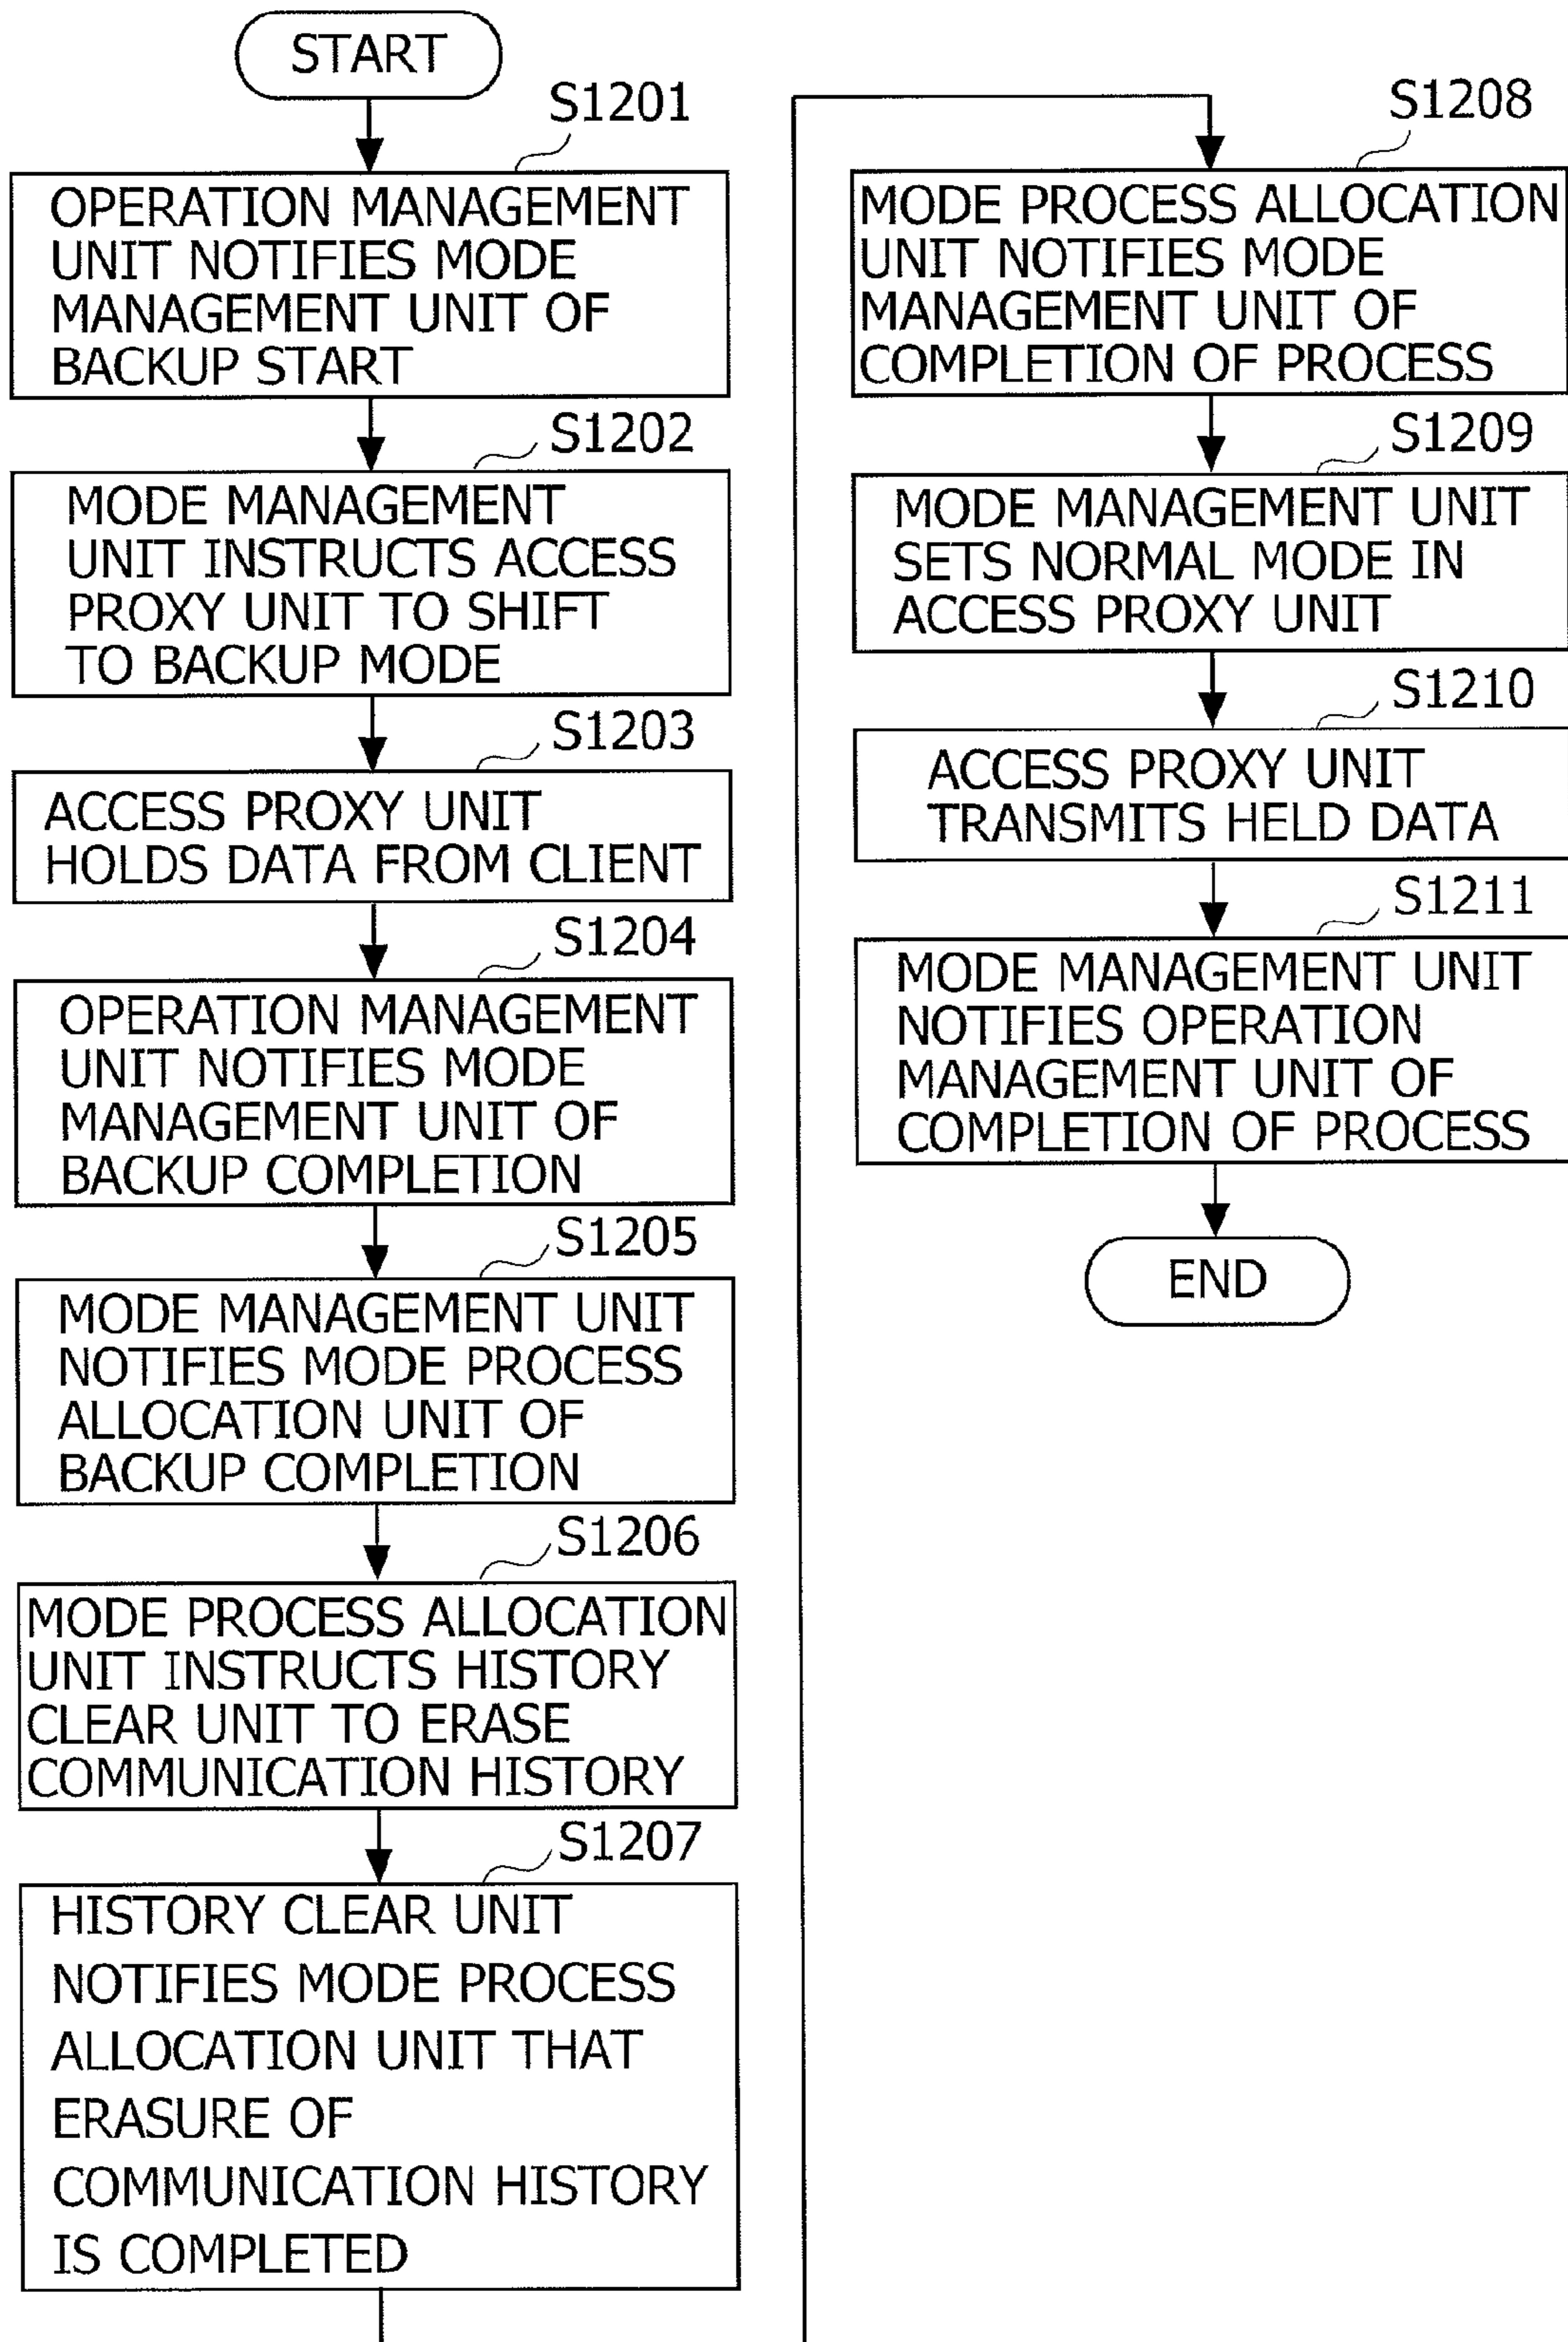 START
S1201
OPERATION MANAGEMENT
UNIT NOTIFIES MODE
MANAGEMENT UNIT OF
BACKUP START
S1202
MODE MANAGEMENT
UNIT INSTRUCTS ACCESS
PROXY UNIT TO SHIFT
TO BACKUP MODE
S1203
ACCESS PROXY UNIT
HOLDS DATA FROM CLIENT
S1204
OPERATION MANAGEMENT
UNIT NOTIFIES MODE
MANAGEMENT UNIT OF
BACKUP COMPLETION
S1205
MODE MANAGEMENT UNIT
NOTIFIES MODE PROCESS
ALLOCATION UNIT OF
BACKUP COMPLETION
S1206
MODE PROCESS ALLOCATION
UNIT INSTRUCTS HISTORY
CLEAR UNIT TO ERASE
COMMUNICATION HISTORY
S1207
HISTORY CLEAR UNIT
NOTIFIES MODE PROCESS
ALLOCATION UNIT THAT
ERASURE OF
COMMUNICATION HISTORY
IS COMPLETED
S1208
MODE PROCESS ALLOCATION
UNIT NOTIFIES MODE
MANAGEMENT UNIT OF
COMPLETION OF PROCESS
S1209
MODE MANAGEMENT UNIT
SETS NORMAL MODE IN
ACCESS PROXY UNIT
S1210
ACCESS PROXY UNIT
TRANSMITS HELD DATA
S1211
MODE MANAGEMENT UNIT
NOTIFIES OPERATION
MANAGEMENT UNIT OF
COMPLETION OF PROCESS
END